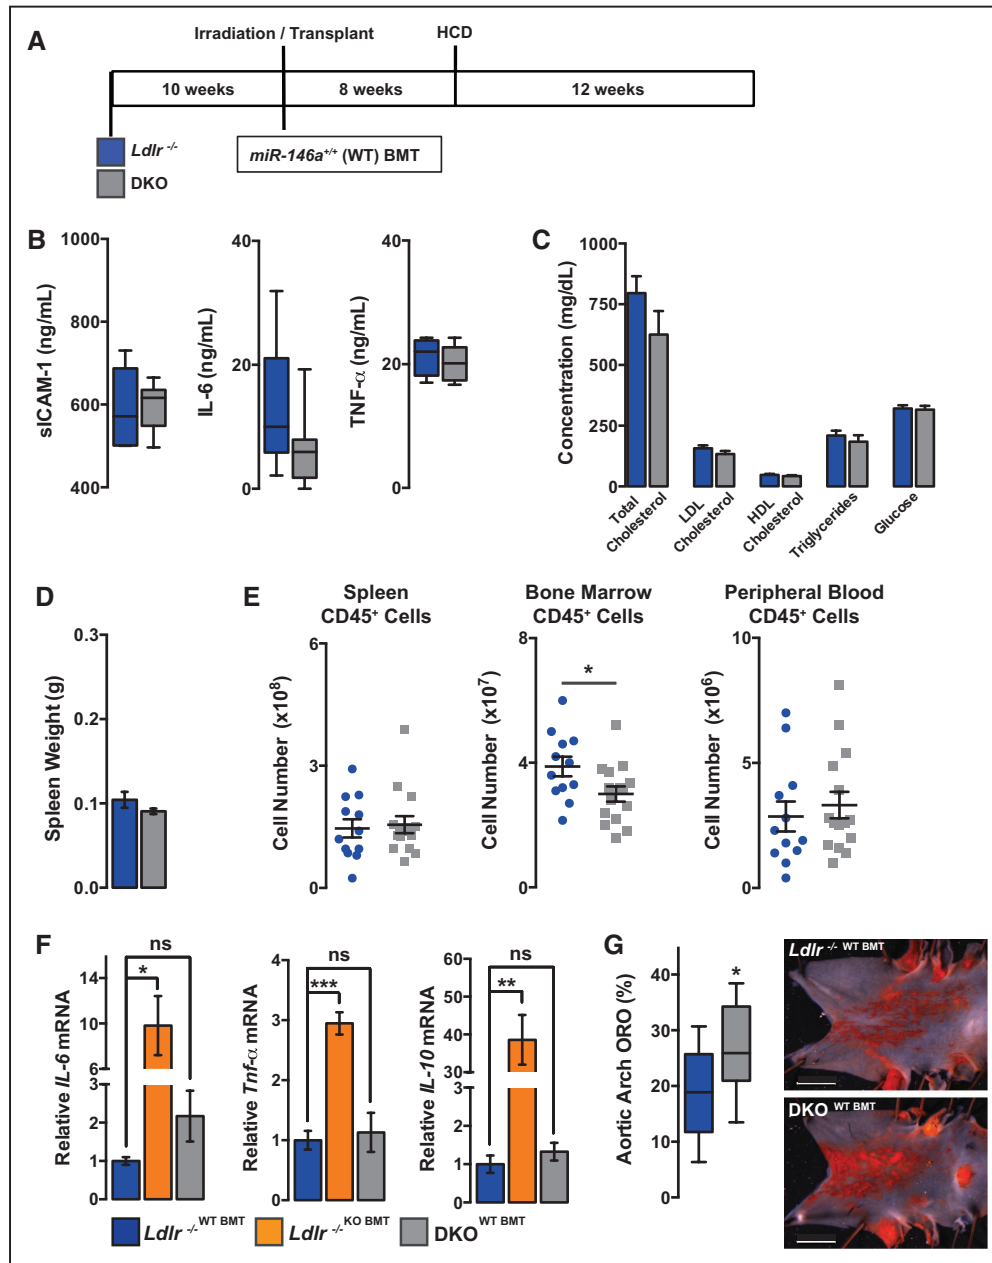 A
Irradiation / Transplant
HCD
10 weeks
8 weeks
12 weeks
Ldlr -/-
DKO
miR-146a+/+ (WT) BMT
B
sICAM-1 (ng/mL)
1000
800
600
400
IL-6 (ng/mL)
40
20
0
TNF-α (ng/mL)
40
20
0
C
Concentration (mg/dL)
1000
750
500
250
0
Total Cholesterol
LDL Cholesterol
HDL Cholesterol
Triglycerides
Glucose
D
Spleen Weight (g)
0.3
0.2
0.1
0.0
E
Spleen
CD45+ Cells
Cell Number (x10^8)
6
3
0
Bone Marrow
CD45+ Cells
Cell Number (x10^7)
8
4
0
*
Peripheral Blood
CD45+ Cells
Cell Number (x10^6)
10
5
0
F
Relative IL-6 mRNA
14
10
6
3
2
1
0
ns
*
Relative Tnf-α mRNA
4
3
2
1
0
ns
***
Relative IL-10 mRNA
60
50
40
30
3
2
1
0
ns
**
Ldlr -/- WT BMT
Ldlr -/- KO BMT
DKO WT BMT
G
Aortic Arch ORO (%)
40
30
20
10
0
*
Ldlr -/- WT BMT
DKO WT BMT